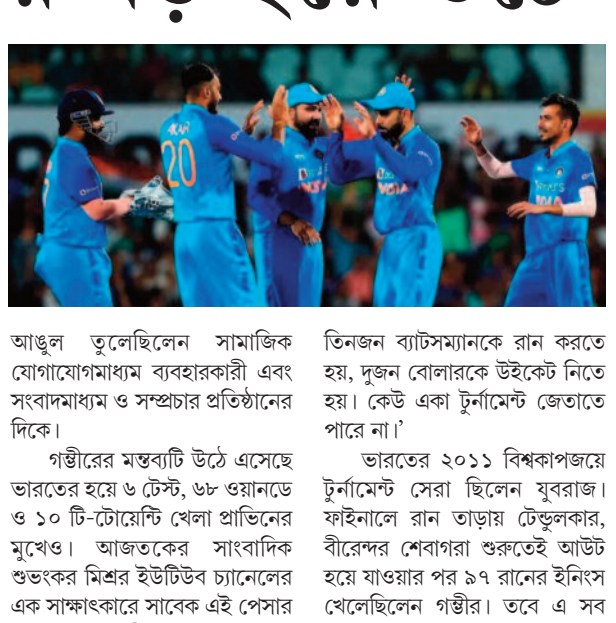 20
আঙুল তুলেছিলেন সামাজিক
যোগাযোগমাধ্যম ব্যবহারকারী এবং
সংবাদমাধ্যম ও সম্প্রচার প্রতিষ্ঠানের
দিকে।
গম্ভীরের মন্তব্যটি উঠে এসেছে
ভারতের হয়ে ৬ টেস্ট, ৬৮ ওয়ানডে
ও ১০ টি-টোয়েন্টি খেলা প্রাভিনের
মুখেও। আজতকের সাংবাদিক
শুভংকর মিশ্রর ইউটিউব চ্যানেলের
এক সাক্ষাৎকারে সাবেক এই পেসার
তিনজন ব্যাটসম্যানকে রান করতে
হয়, দুজন বোলারকে উইকেট নিতে
হয়। কেউ একা টুর্নামেন্ট জেতাতে
পারে না।’
ভারতের ২০১১ বিশ্বকাপজয়ে
টুর্নামেন্ট সেরা ছিলেন যুবরাজ।
ফাইনালে রান তাড়ায় টেন্ডুলকার,
বীরেন্দর শেবাগরা শুরুতেই আউট
হয়ে যাওয়ার পর ৯৭ রানের ইনিংস
খেলেছিলেন গম্ভীর। তবে এ সব